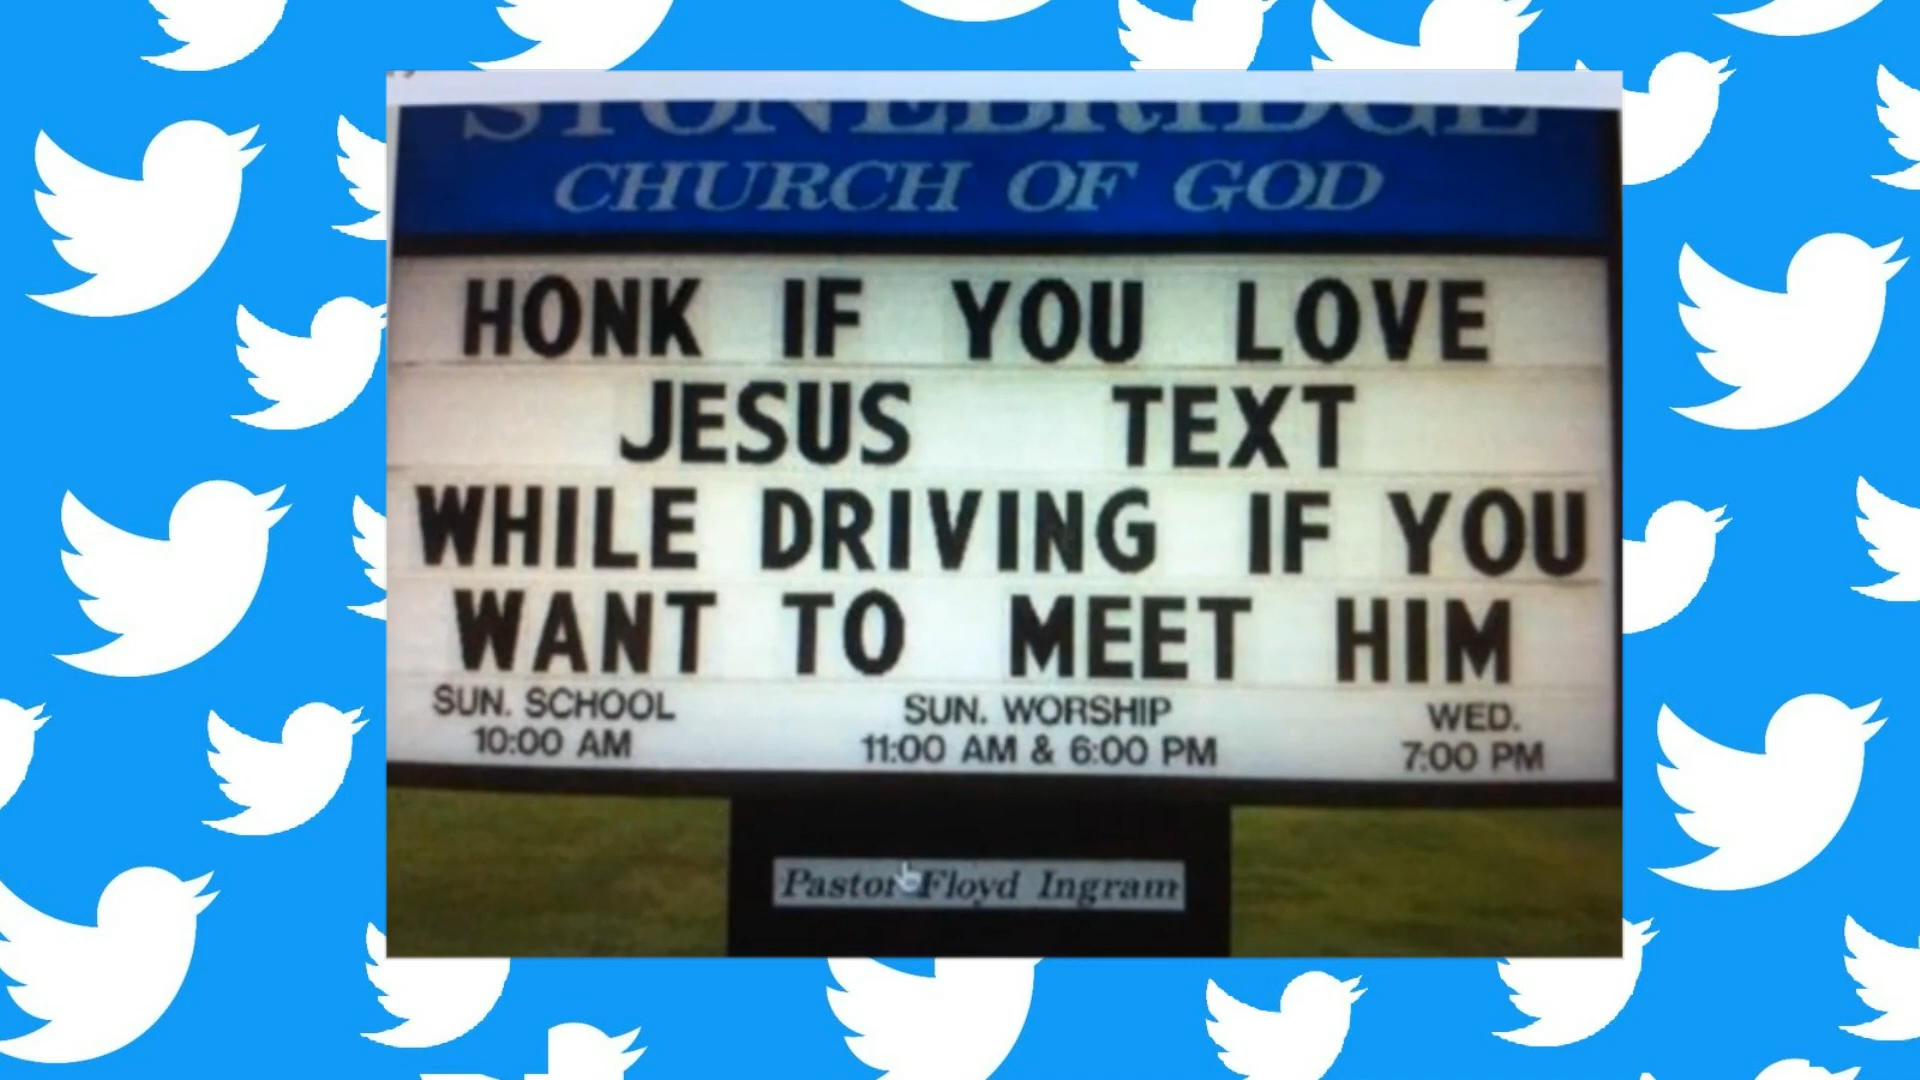 STONEBRIDGE
CHURCH OF GOD
HONK IF YOU LOVE
JESUS TEXT
WHILE DRIVING IF YOU
WANT TO MEET HIM
SUN. SCHOOL SUN. WORSHIP WED.
10:00 AM 11:00 AM & 6:00 PM 7:00 PM
Pastor Floyd Ingram